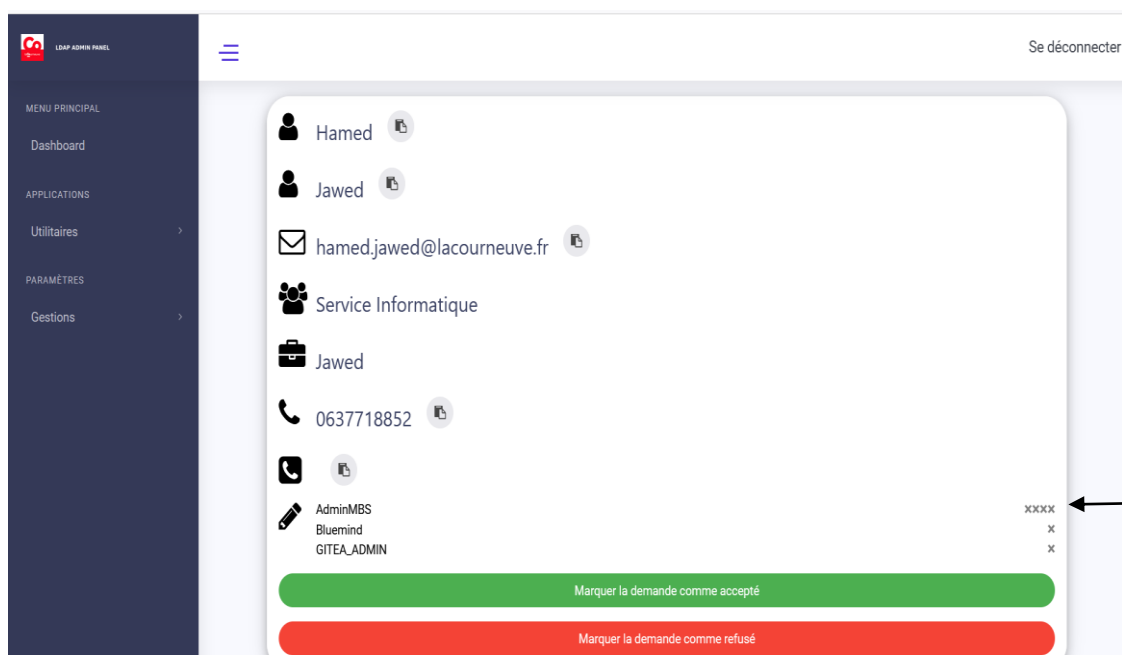 LDAP ADMIN PANEL
Se déconnecter
MENU PRINCIPAL
Dashboard
APPLICATIONS
Utilitaires
PARAMÈTRES
Gestions
Hamed
Jawed
hamed.jawed@lacourneuve.fr
Service Informatique
Jawed
0637718852
AdminMBS xxxx
Bluemind x
GITEA_ADMIN x
Marquer la demande comme accepté
Marquer la demande comme refusé